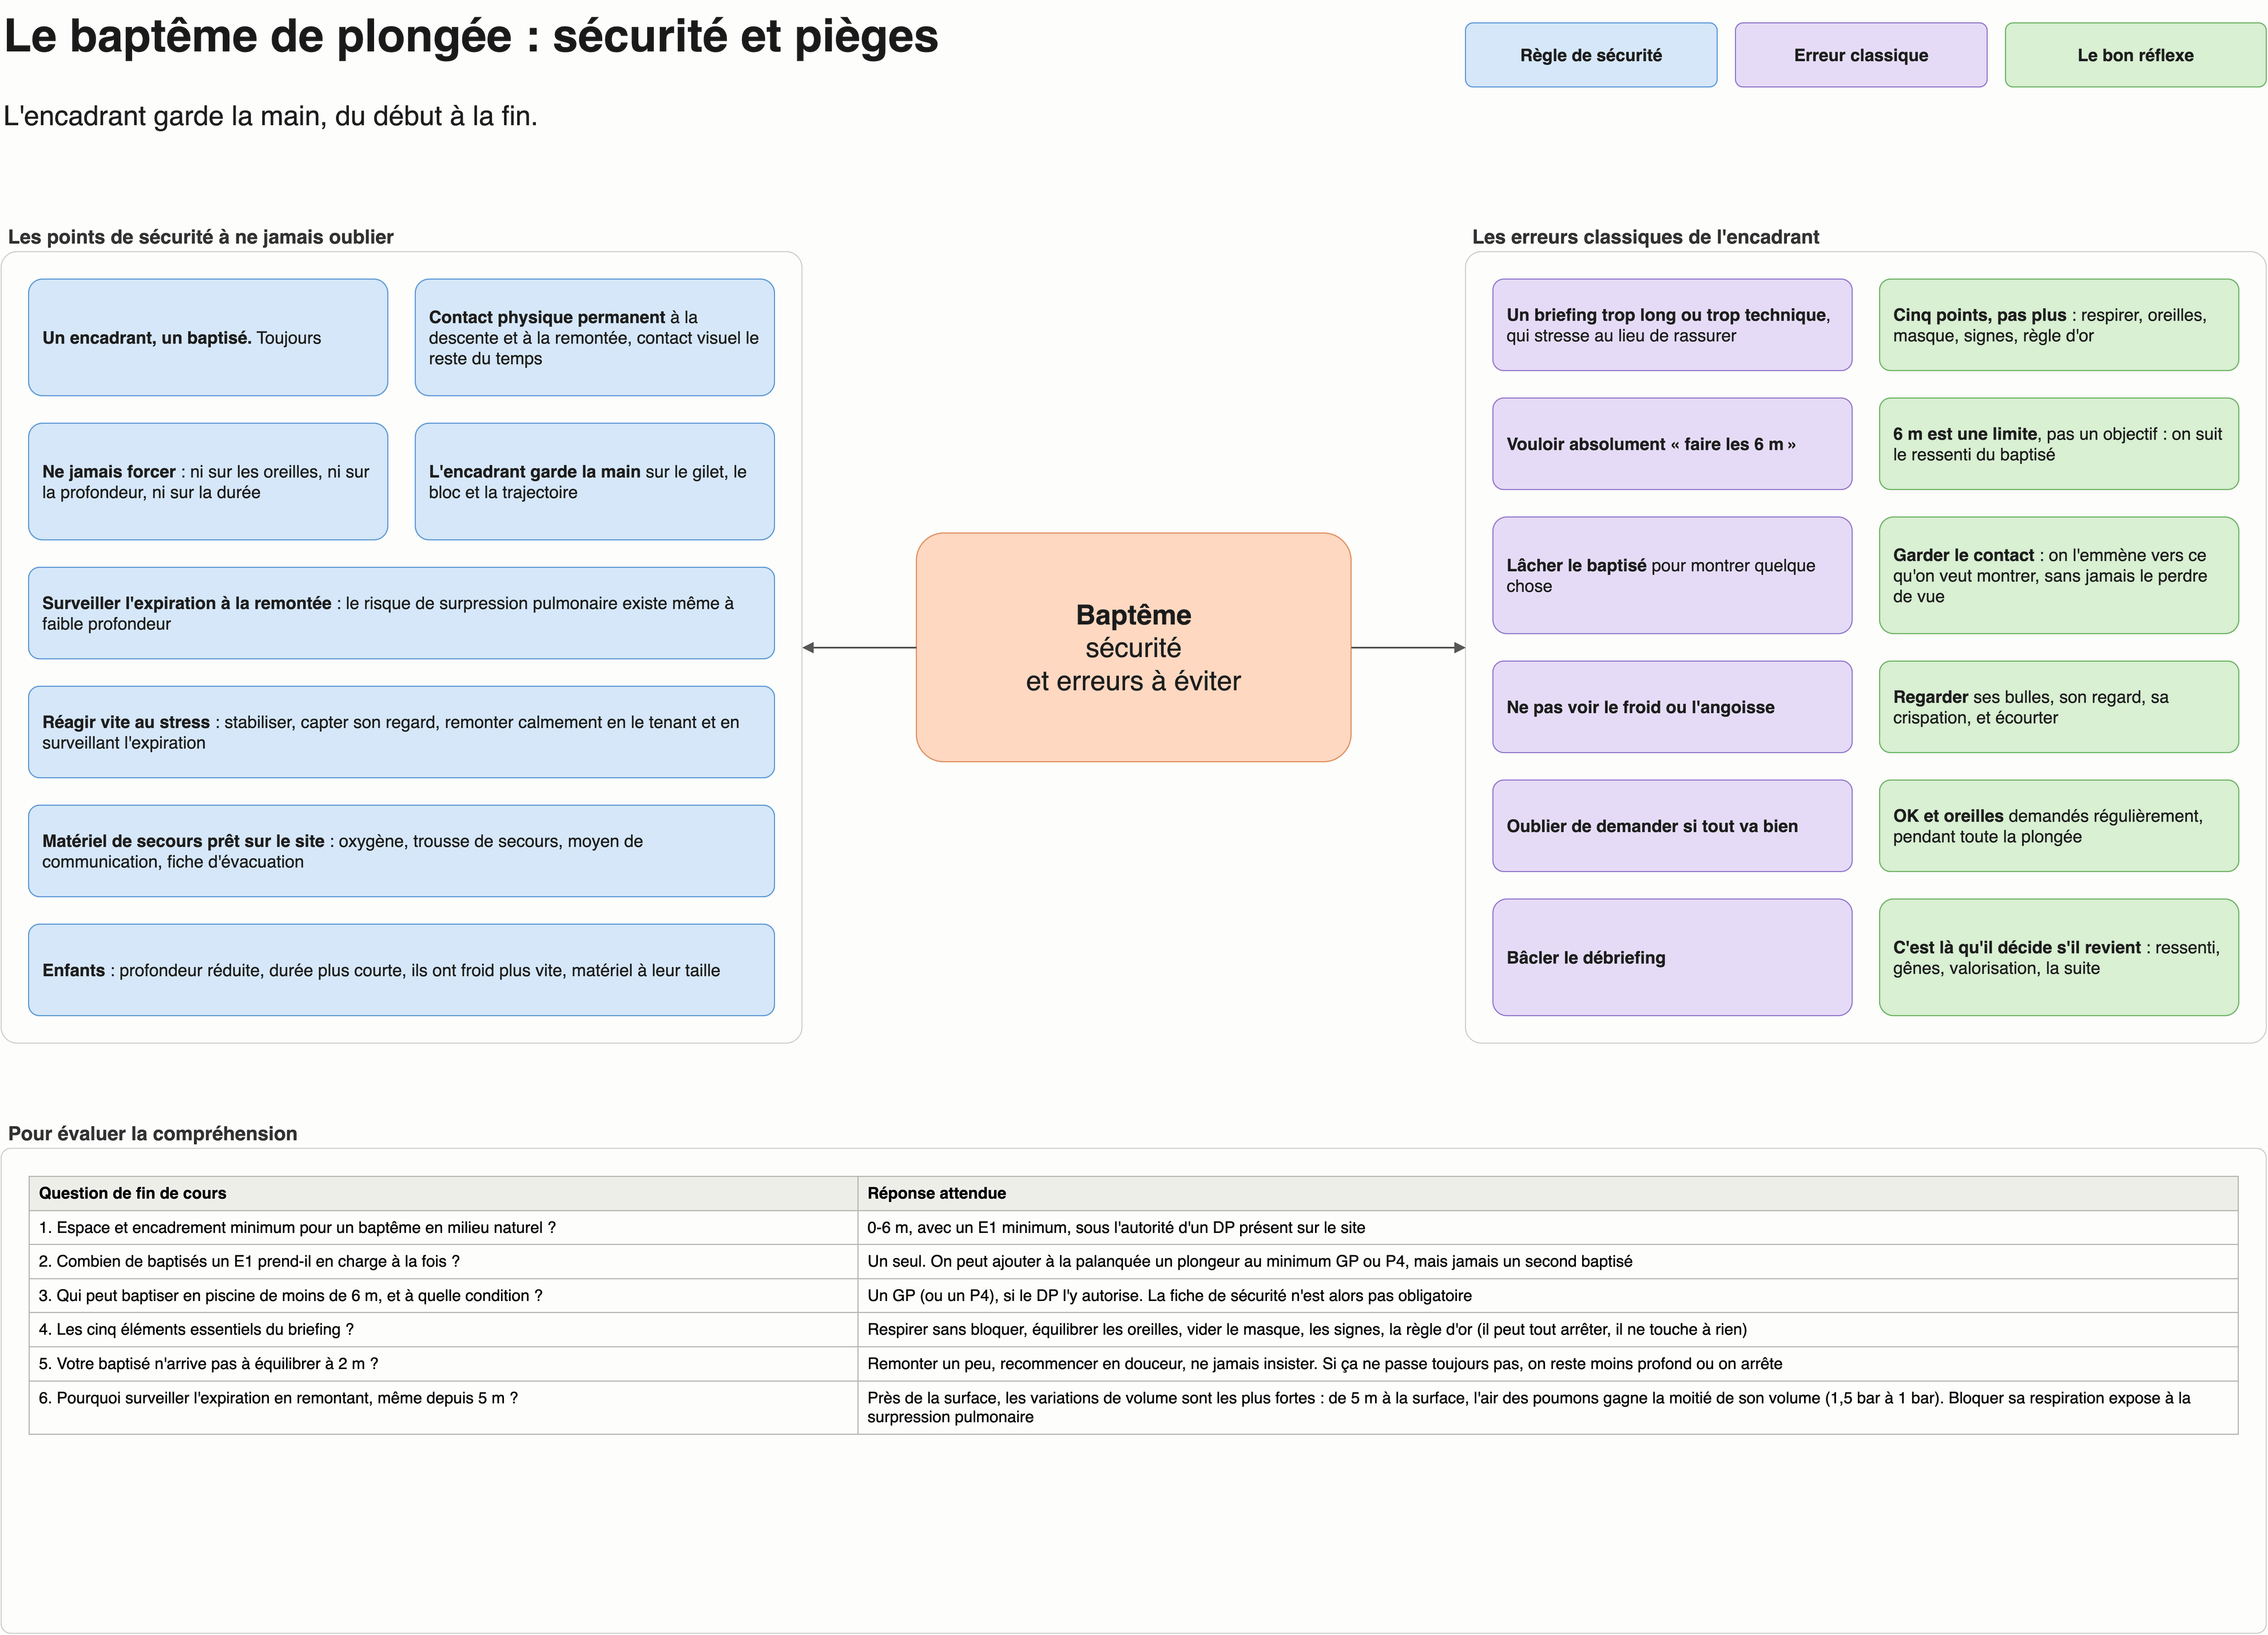 Le baptême de plongée : sécurité et pièges
Règle de sécurité
Erreur classique
Le bon réflexe
L'encadrant garde la main, du début à la fin.
Les points de sécurité à ne jamais oublier
Un encadrant, un baptisé. Toujours
Contact physique permanent à la
descente et à la remontée, contact visuel le
reste du temps
Ne jamais forcer : ni sur les oreilles, ni sur
la profondeur, ni sur la durée
L'encadrant garde la main sur le gilet, le
bloc et la trajectoire
Surveiller l'expiration à la remontée : le risque de surpression pulmonaire existe même à
faible profondeur
Réagir vite au stress : stabiliser, capter son regard, remonter calmement en le tenant et en
surveillant l'expiration
Matériel de secours prêt sur le site : oxygène, trousse de secours, moyen de
communication, fiche d'évacuation
Enfants : profondeur réduite, durée plus courte, ils ont froid plus vite, matériel à leur taille
Baptême
sécurité
et erreurs à éviter
Les erreurs classiques de l'encadrant
Un briefing trop long ou trop technique,
qui stresse au lieu de rassurer
Cinq points, pas plus : respirer, oreilles,
masque, signes, règle d'or
Vouloir absolument « faire les 6 m »
6 m est une limite, pas un objectif : on suit
le ressenti du baptisé
Lâcher le baptisé pour montrer quelque
chose
Garder le contact : on l'emmène vers ce
qu'on veut montrer, sans jamais le perdre
de vue
Ne pas voir le froid ou l'angoisse
Regarder ses bulles, son regard, sa
crispation, et écourter
Oublier de demander si tout va bien
OK et oreilles demandés régulièrement,
pendant toute la plongée
Bâcler le débriefing
C'est là qu'il décide s'il revient : ressenti,
gênes, valorisation, la suite
Pour évaluer la compréhension
Question de fin de cours
Réponse attendue
1. Espace et encadrement minimum pour un baptême en milieu naturel ?
0-6 m, avec un E1 minimum, sous l'autorité d'un DP présent sur le site
2. Combien de baptisés un E1 prend-il en charge à la fois ?
Un seul. On peut ajouter à la palanquée un plongeur au minimum GP ou P4, mais jamais un second baptisé
3. Qui peut baptiser en piscine de moins de 6 m, et à quelle condition ?
Un GP (ou un P4), si le DP l'y autorise. La fiche de sécurité n'est alors pas obligatoire
4. Les cinq éléments essentiels du briefing ?
Respirer sans bloquer, équilibrer les oreilles, vider le masque, les signes, la règle d'or (il peut tout arrêter, il ne touche à rien)
5. Votre baptisé n'arrive pas à équilibrer à 2 m ?
Remonter un peu, recommencer en douceur, ne jamais insister. Si ça ne passe toujours pas, on reste moins profond ou on arrête
6. Pourquoi surveiller l'expiration en remontant, même depuis 5 m ?
Près de la surface, les variations de volume sont les plus fortes : de 5 m à la surface, l'air des poumons gagne la moitié de son volume (1,5 bar à 1 bar). Bloquer sa respiration expose à la
surpression pulmonaire